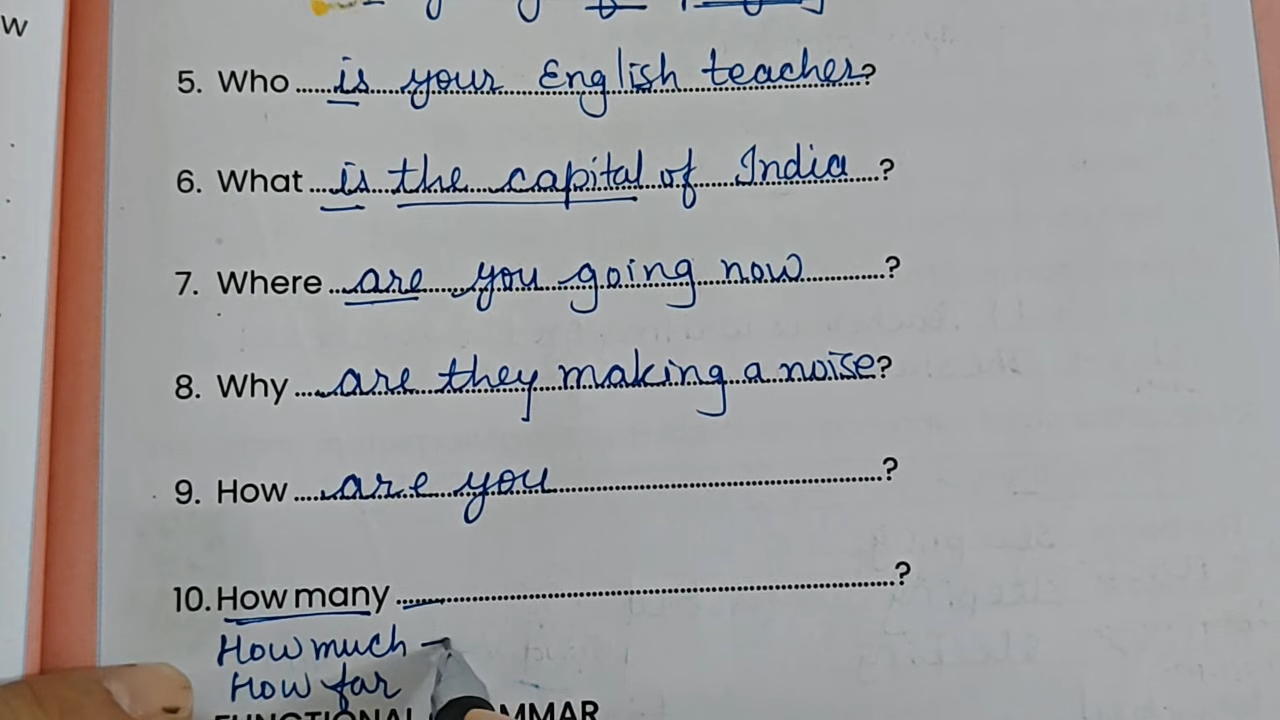 w
5. Who is your English teacher?
6. What is the capital of India ?
7. Where are you going now ?
8. Why are they making a noise?
9. How are you ?
10. How many ?
How much
How far